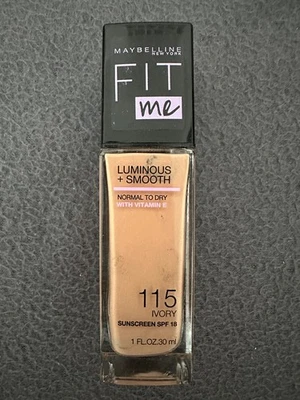 MAYBELLINE
NEW YORK
FIT
me
LUMINOUS
+ SMOOTH
NORMAL TO DRY
WITH VITAMIN E
115
IVORY
SUNSCREEN SPF 18
1 FL.OZ.30 ml